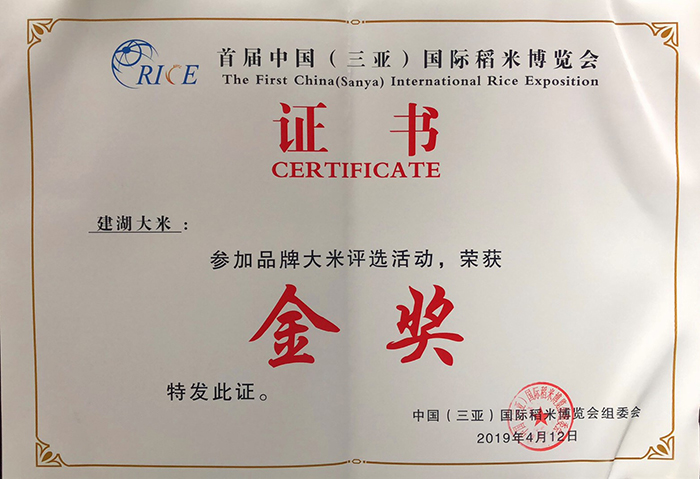 RICE
首届中国（三亚）国际稻米博览会
The First China(Sanya) International Rice Exposition
证书
CERTIFICATE
建湖大米：
参加品牌大米评选活动，荣获
金奖
特发此证。
中国（三亚）国际稻米博览会组委会
2019年4月12日